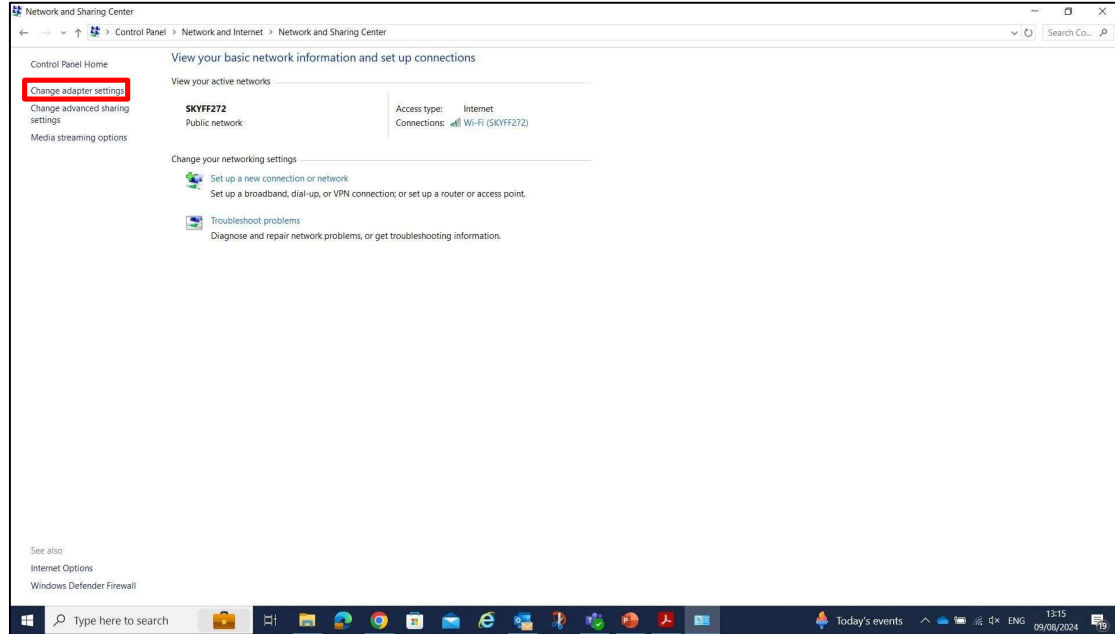 Network and Sharing Center
Control Panel > Network and Internet > Network and Sharing Center
Search Co...
Control Panel Home
Change adapter settings
Change advanced sharing
settings
Media streaming options
View your basic network information and set up connections
View your active networks
SKYFF272
Public network
Access type: Internet
Connections: Wi-Fi (SKYFF272)
Change your networking settings
Set up a new connection or network
Set up a broadband, dial-up, or VPN connection; or set up a router or access point.
Troubleshoot problems
Diagnose and repair network problems, or get troubleshooting information.
See also
Internet Options
Windows Defender Firewall
Type here to search
Today's events
ENG
13:15
09/08/2024
19